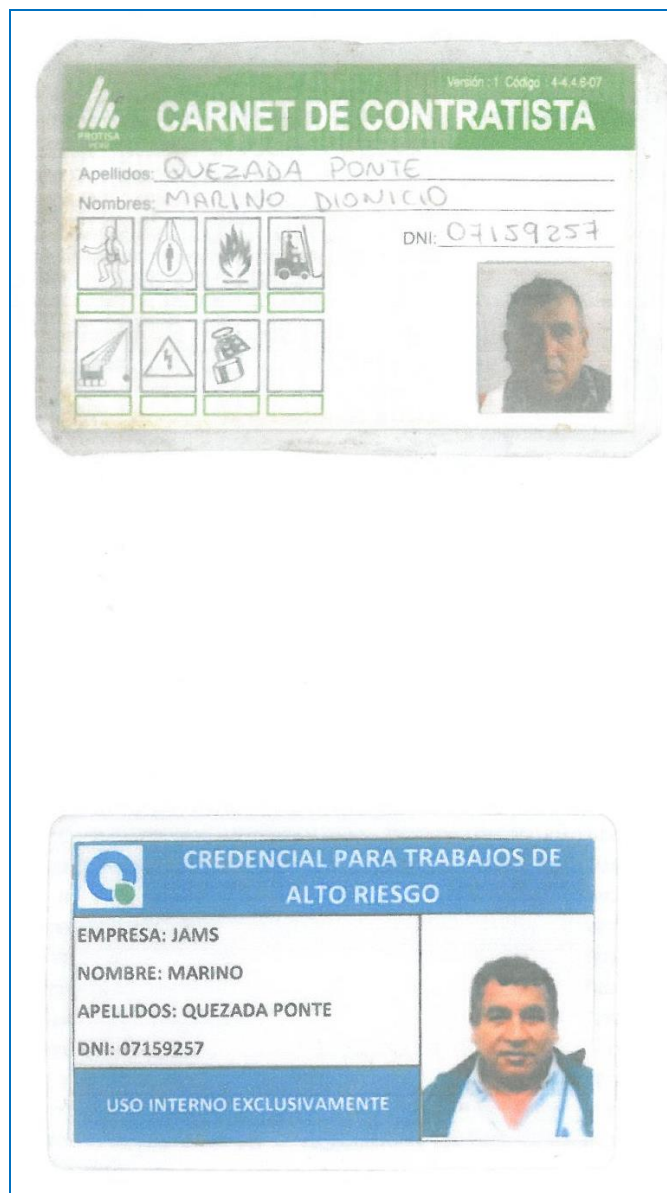 Versión : 1 Código : 4-4.4.6-07
PROTISA
PERÚ
CARNET DE CONTRATISTA
Apellidos: QUEZADA PONTE
Nombres: MARINO DIONICIO
DNI: 07159257
CREDENCIAL PARA TRABAJOS DE
ALTO RIESGO
EMPRESA: JAMS
NOMBRE: MARINO
APELLIDOS: QUEZADA PONTE
DNI: 07159257
USO INTERNO EXCLUSIVAMENTE